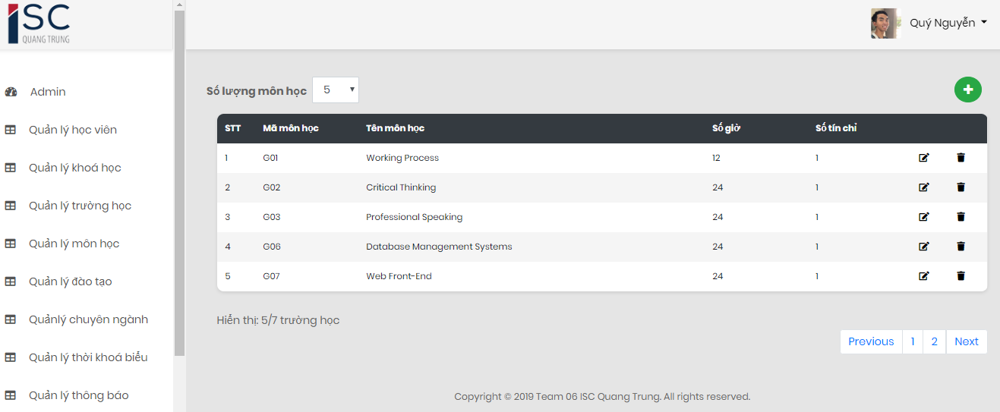 ISC
QUANG TRUNG
Quý Nguyễn
Admin
Quản lý học viên
Quản lý khoá học
Quản lý trường học
Quản lý môn học
Quản lý đào tạo
Quảnlý chuyên ngành
Quản lý thời khoá biểu
Quản lý thông báo
Số lượng môn học 5
STT Mã môn học Tên môn học Số giờ Số tín chỉ
1 G01 Working Process 12 1
2 G02 Critical Thinking 24 1
3 G03 Professional Speaking 24 1
4 G06 Database Management Systems 24 1
5 G07 Web Front-End 24 1
Hiển thị: 5/7 trường học
Previous 1 2 Next
Copyright © 2019 Team 06 ISC Quang Trung. All rights reserved.